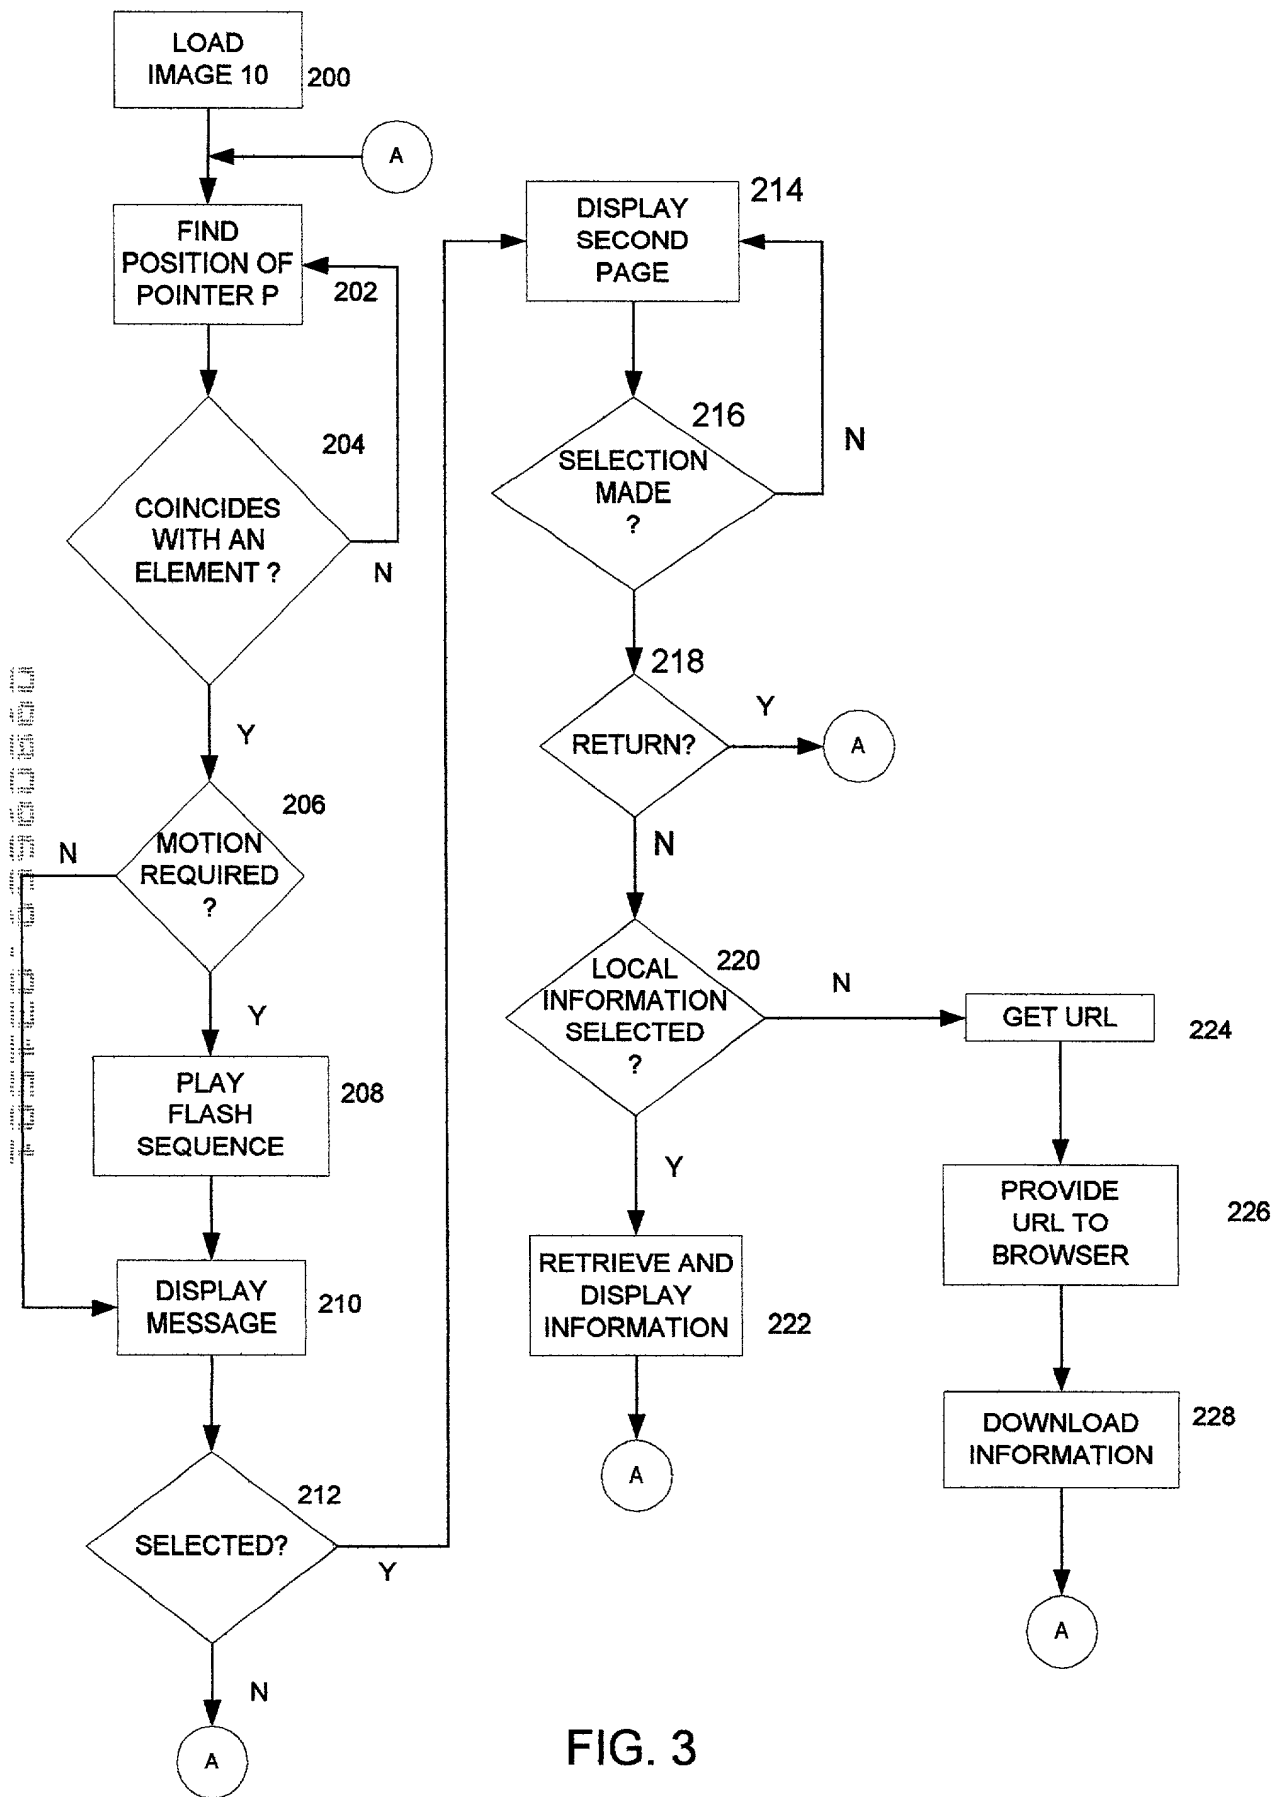 LOAD
IMAGE 10
200
A
FIND
POSITION OF
POINTER P
202
204
COINCIDES
WITH AN
ELEMENT ?
N
Y
206
MOTION
REQUIRED
?
N
Y
PLAY
FLASH
SEQUENCE
208
DISPLAY
MESSAGE
210
212
SELECTED?
Y
N
A
214
DISPLAY
SECOND
PAGE
216
SELECTION
MADE
?
N
218
RETURN?
Y
A
N
220
LOCAL
INFORMATION
SELECTED
?
N
Y
RETRIEVE AND
DISPLAY
INFORMATION
222
A
GET URL
224
PROVIDE
URL TO
BROWSER
226
DOWNLOAD
INFORMATION
228
A
FIG. 3